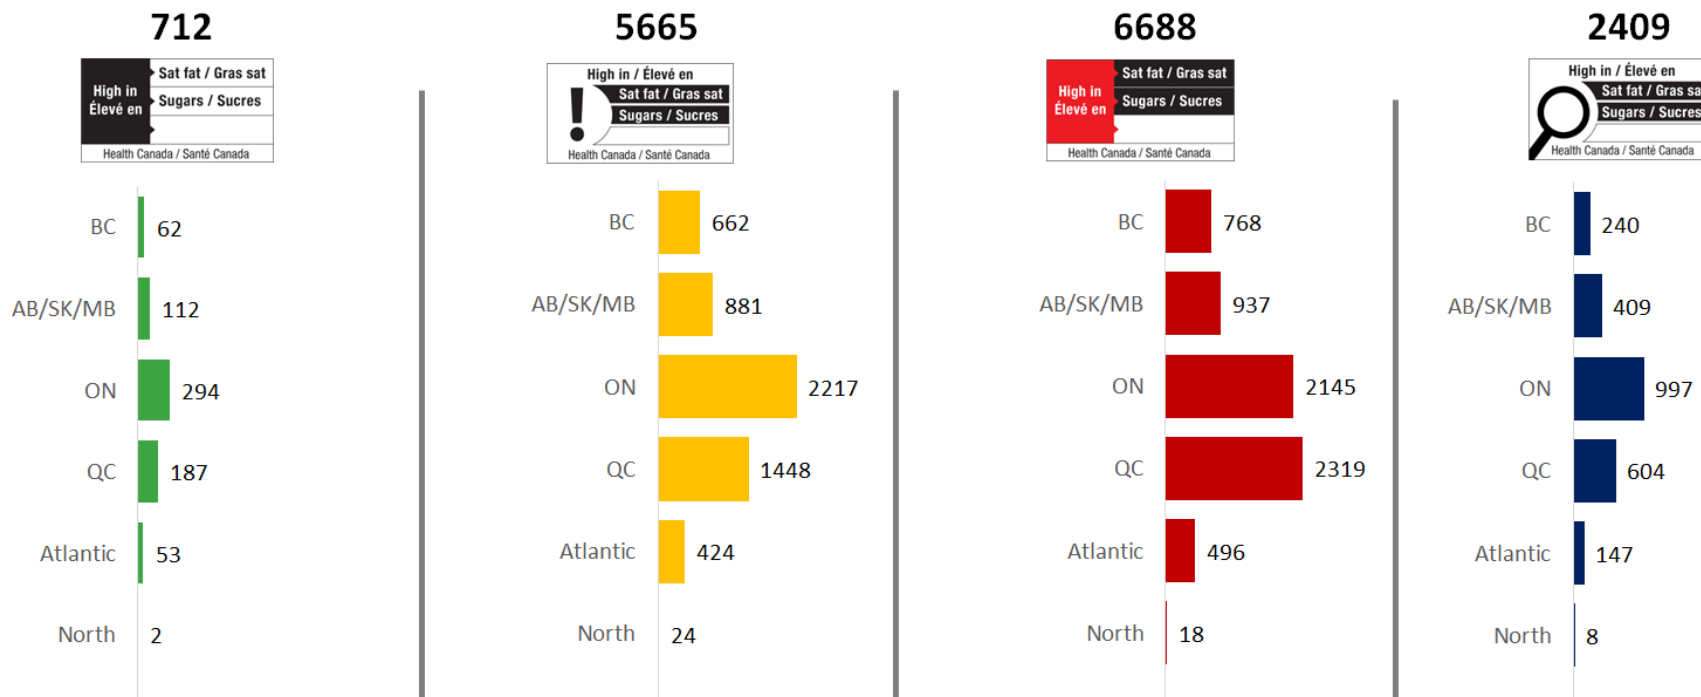 712
High in
Élevé en
Sat fat / Gras sat
Sugars / Sucres
Health Canada / Santé Canada
BC 62
AB/SK/MB 112
ON 294
QC 187
Atlantic 53
North 2
5665
High in / Élevé en
Sat fat / Gras sat
Sugars / Sucres
Health Canada / Santé Canada
BC 662
AB/SK/MB 881
ON 2217
QC 1448
Atlantic 424
North 24
6688
High in
Élevé en
Sat fat / Gras sat
Sugars / Sucres
Health Canada / Santé Canada
BC 768
AB/SK/MB 937
ON 2145
QC 2319
Atlantic 496
North 18
2409
High in / Élevé en
Sat fat / Gras sa
Sugars / Sucres
Health Canada / Santé Canada
BC 240
AB/SK/MB 409
ON 997
QC 604
Atlantic 147
North 8